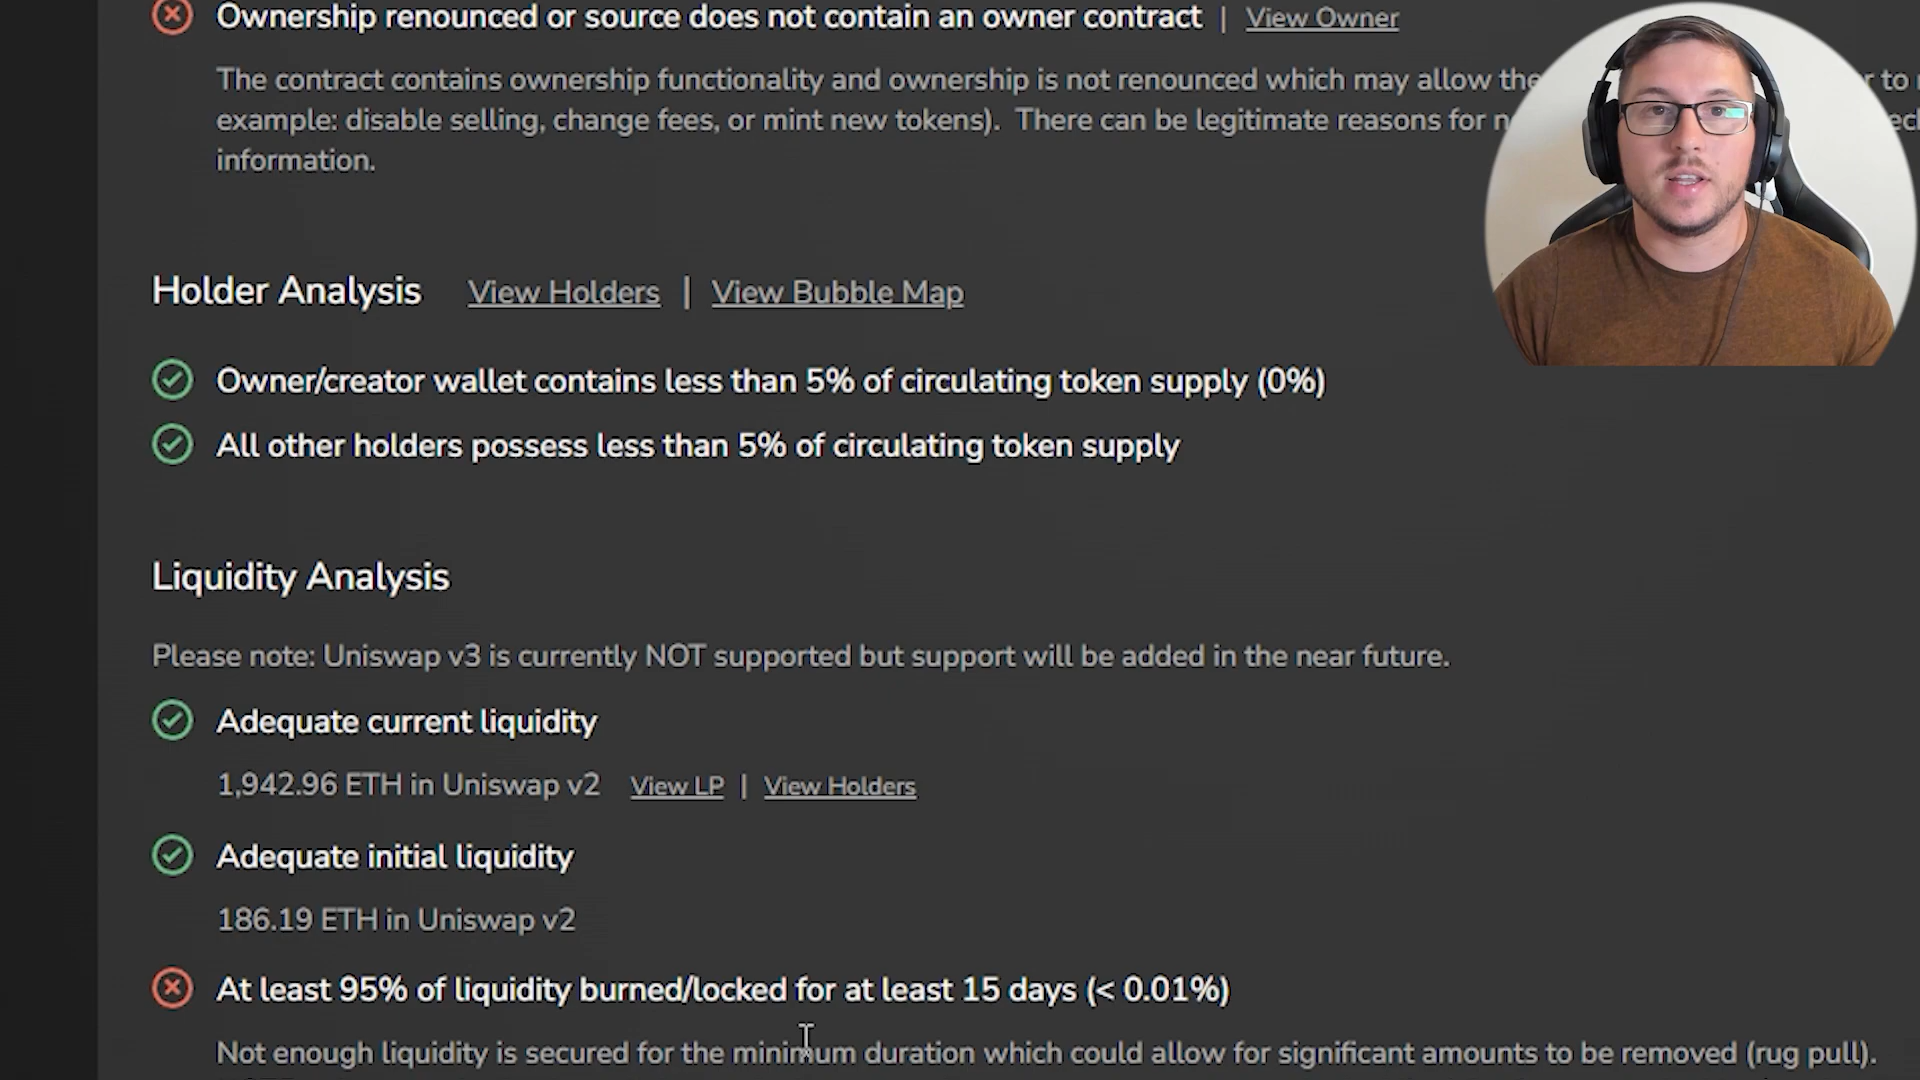 Ownership renounced or source does not contain an owner contract | View Owner
The contract contains ownership functionality and ownership is not renounced which may allow the r to
example: disable selling, change fees, or mint new tokens). There can be legitimate reasons for
information.
Holder Analysis View Holders | View Bubble Map
Owner/creator wallet contains less than 5% of circulating token supply (0%)
All other holders possess less than 5% of circulating token supply
Liquidity Analysis
Please note: Uniswap v3 is currently NOT supported but support will be added in the near future.
Adequate current liquidity
1,942.96 ETH in Uniswap v2 View LP | View Holders
Adequate initial liquidity
186.19 ETH in Uniswap v2
At least 95% of liquidity burned/locked for at least 15 days (< 0.01%)
Not enough liquidity is secured for the minimum duration which could allow for significant amounts to be removed (rug pull).